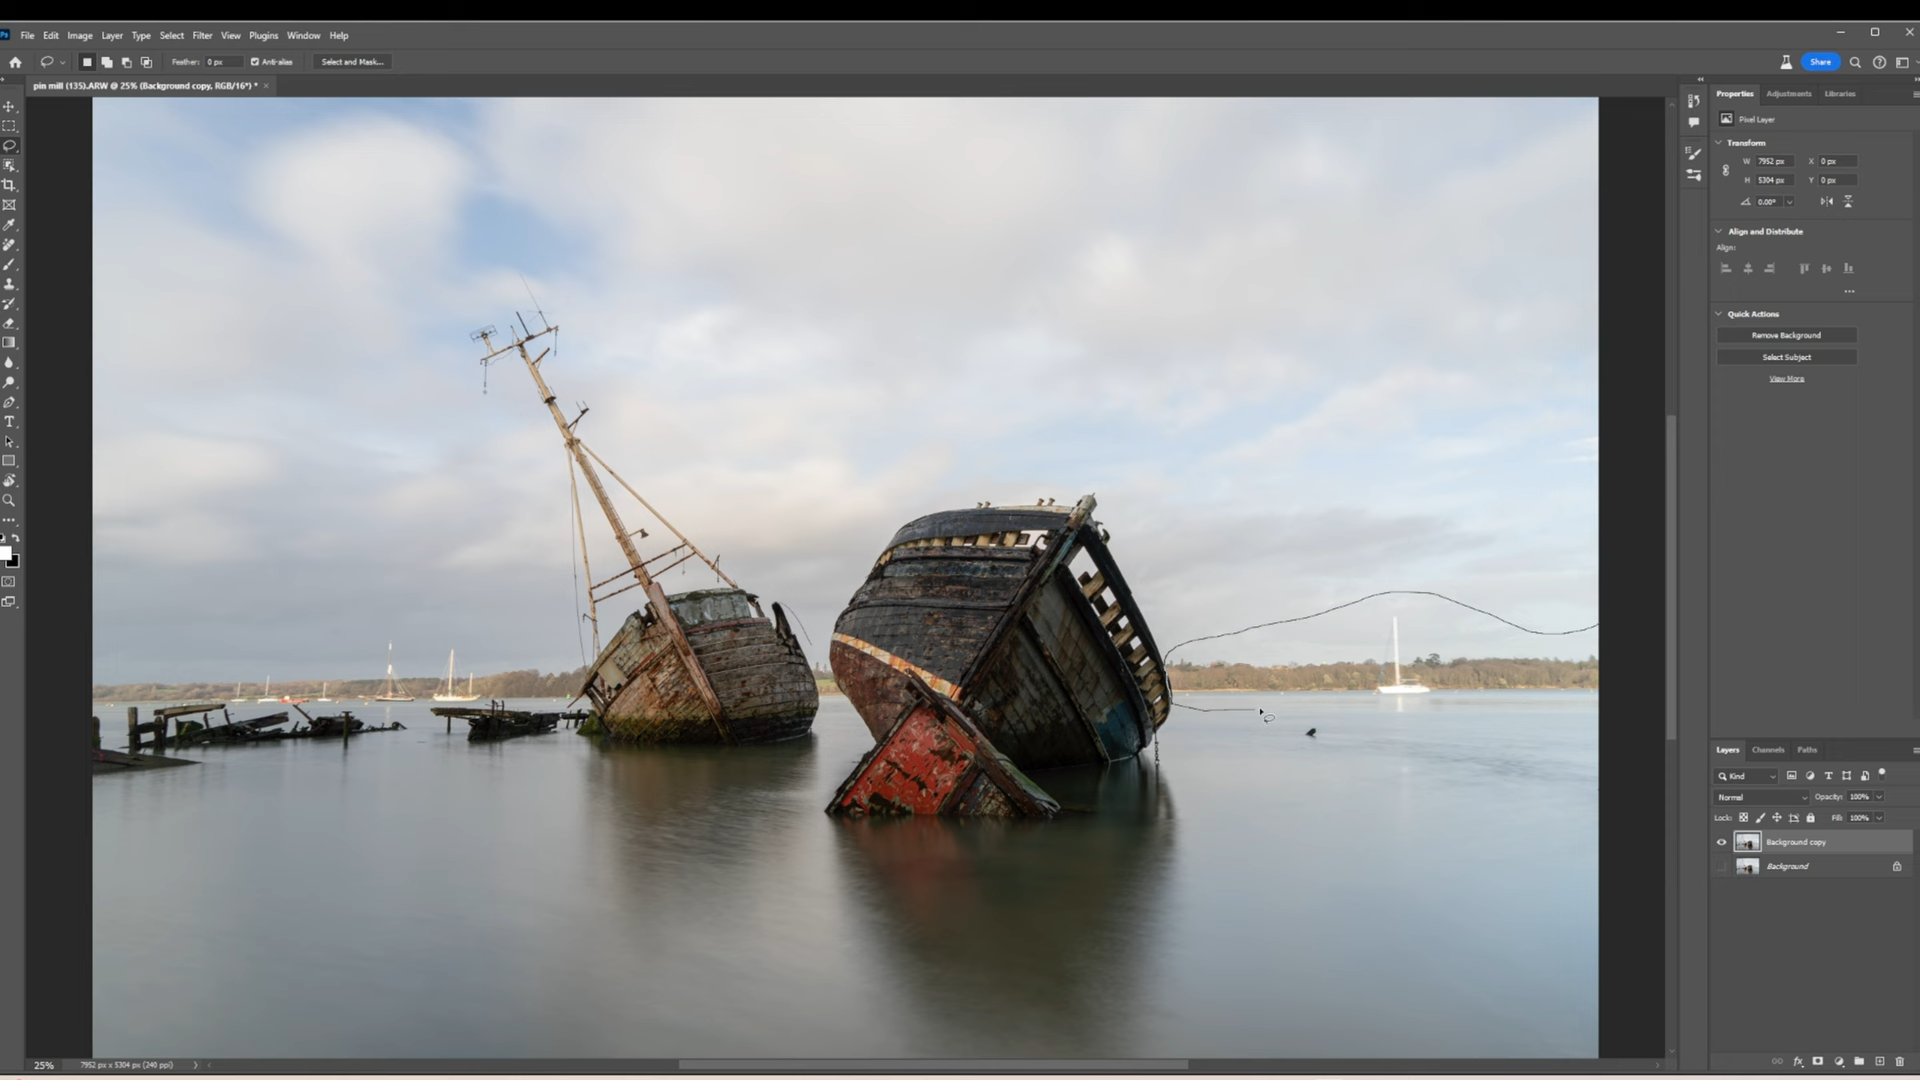 Ps File Edit Image Layer Type Select Filter View Plugins Window Help
Feather: 0 px Anti-alias Select and Mask... Share
pin mill (135).ARW @ 25% (Background copy, RGB/16*) * ×
Properties Adjustments Libraries
Pixel Layer
Transform
W 7952 px X 0 px
H 5304 px Y 0 px
0.00°
Align and Distribute
Align:
Quick Actions
Remove Background
Select Subject
View More
Layers Channels Paths
Kind
Normal Opacity: 100%
Lock: Fill: 100%
Background copy
Background
25% 7952 px x 5304 px (240 ppi)